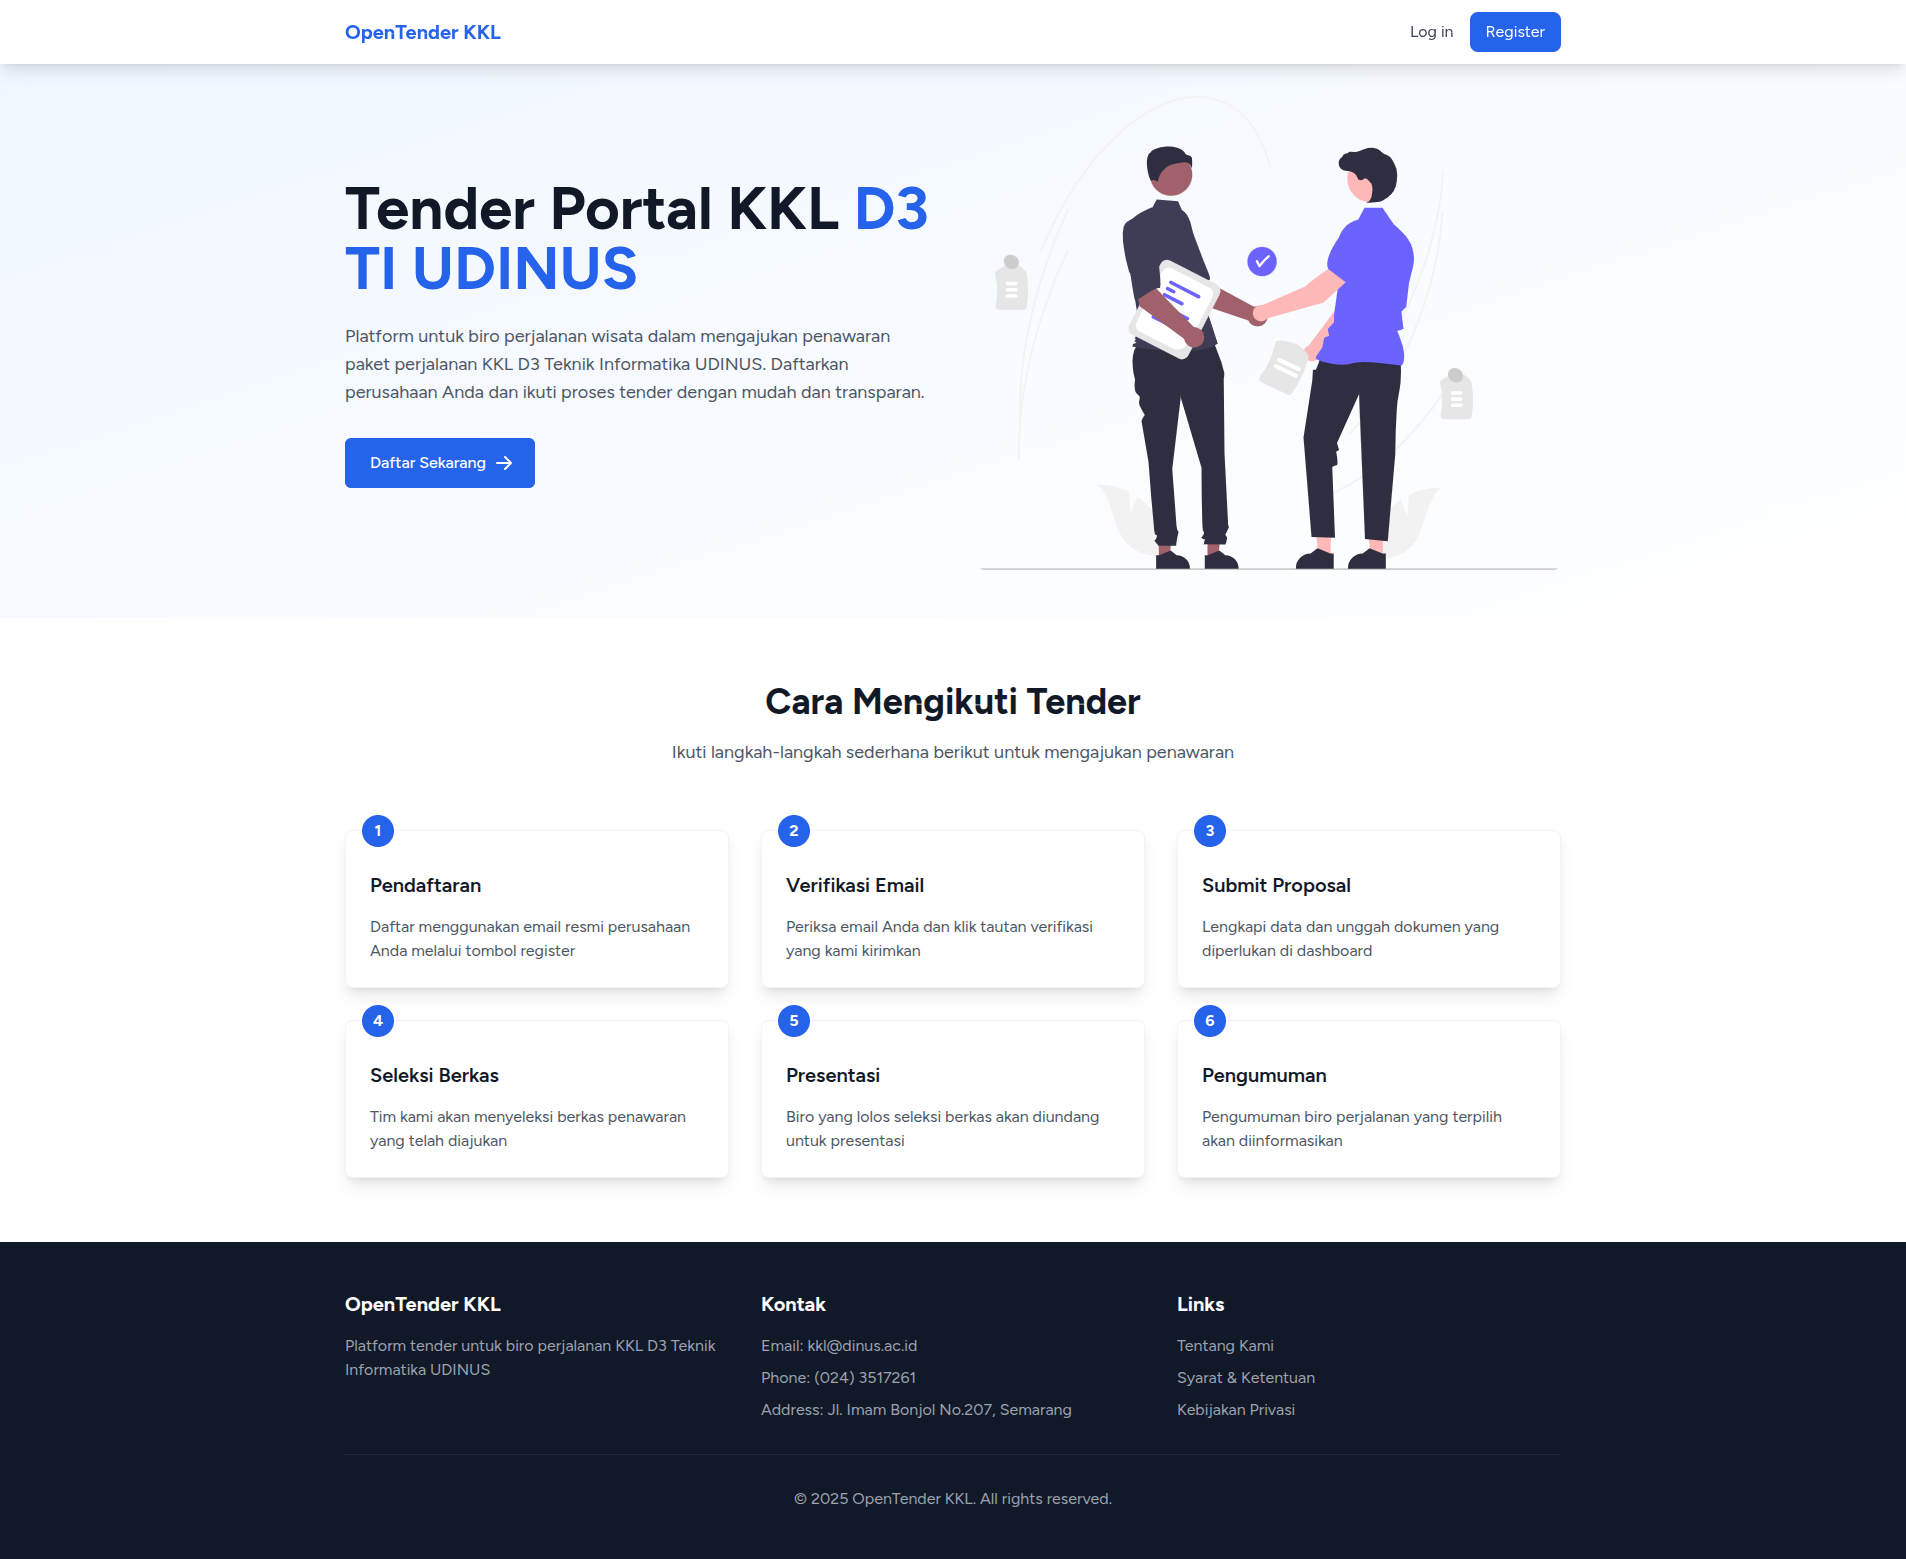 OpenTender KKL
Log in
Register
Tender Portal KKL D3
TI UDINUS
Platform untuk biro perjalanan wisata dalam mengajukan penawaran
paket perjalanan KKL D3 Teknik Informatika UDINUS. Daftarkan
perusahaan Anda dan ikuti proses tender dengan mudah dan transparan.
Daftar Sekarang
Cara Mengikuti Tender
Ikuti langkah-langkah sederhana berikut untuk mengajukan penawaran
1
Pendaftaran
Daftar menggunakan email resmi perusahaan
Anda melalui tombol register
2
Verifikasi Email
Periksa email Anda dan klik tautan verifikasi
yang kami kirimkan
3
Submit Proposal
Lengkapi data dan unggah dokumen yang
diperlukan di dashboard
4
Seleksi Berkas
Tim kami akan menyeleksi berkas penawaran
yang telah diajukan
5
Presentasi
Biro yang lolos seleksi berkas akan diundang
untuk presentasi
6
Pengumuman
Pengumuman biro perjalanan yang terpilih
akan diinformasikan
OpenTender KKL
Platform tender untuk biro perjalanan KKL D3 Teknik
Informatika UDINUS
Kontak
Email: kkl@dinus.ac.id
Phone: (024) 3517261
Address: Jl. Imam Bonjol No.207, Semarang
Links
Tentang Kami
Syarat & Ketentuan
Kebijakan Privasi
© 2025 OpenTender KKL. All rights reserved.